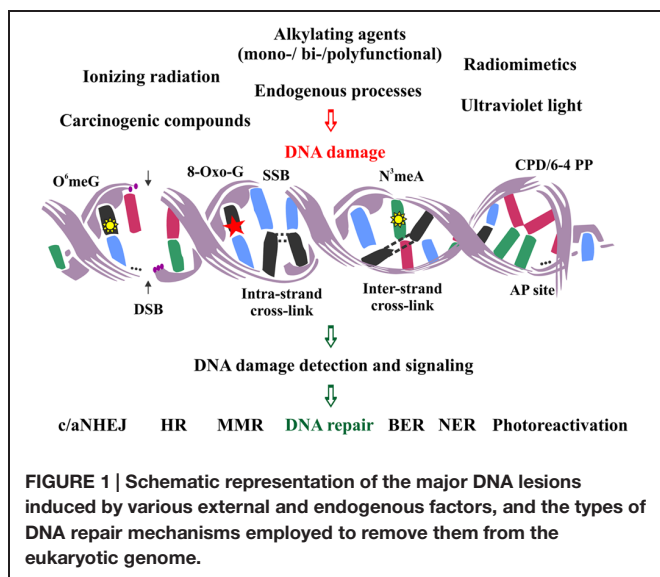 Alkylating agents
(mono-/ bi-/polyfunctional)
Ionizing radiation
Radiomimetics
Endogenous processes
Ultraviolet light
Carcinogenic compounds
DNA damage
O⁶meG
8-Oxo-G
SSB
N³meA
CPD/6-4 PP
DSB
Intra-strand
cross-link
Inter-strand
cross-link
AP site
DNA damage detection and signaling
c/aNHEJ HR MMR DNA repair BER NER Photoreactivation
FIGURE 1 | Schematic representation of the major DNA lesions
induced by various external and endogenous factors, and the types of
DNA repair mechanisms employed to remove them from the
eukaryotic genome.